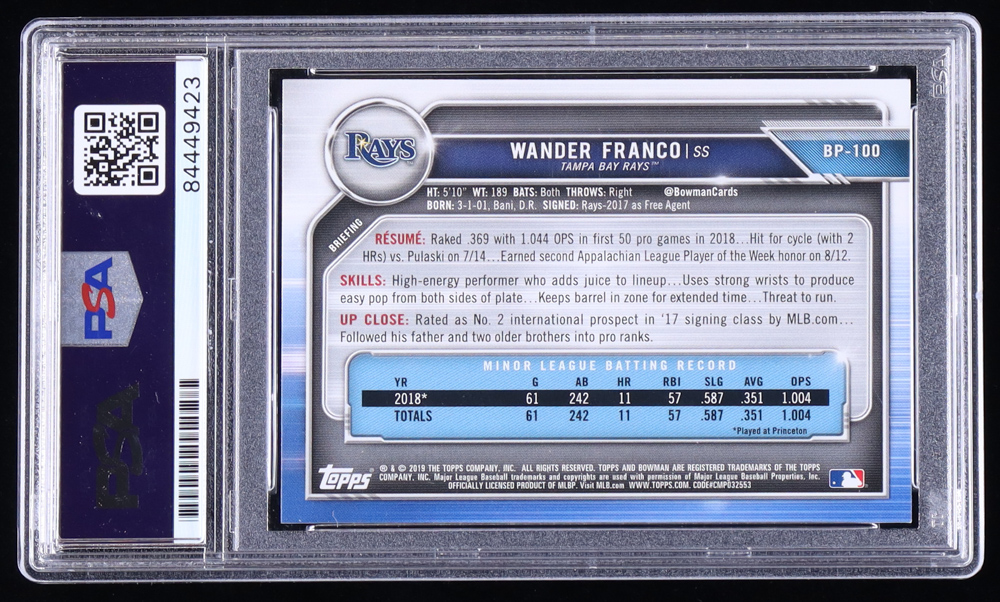 84449423
PSA
PSA
RAYS
WANDER FRANCO | SS
TAMPA BAY RAYS™
BP-100
HT: 5'10" WT: 189 BATS: Both THROWS: Right @BowmanCards
BORN: 3-1-01, Bani, D.R. SIGNED: Rays-2017 as Free Agent
BRIEFING
RÉSUMÉ: Raked .369 with 1.044 OPS in first 50 pro games in 2018...Hit for cycle (with 2
HRs) vs. Pulaski on 7/14...Earned second Appalachian League Player of the Week honor on 8/12.
SKILLS: High-energy performer who adds juice to lineup...Uses strong wrists to produce
easy pop from both sides of plate...Keeps barrel in zone for extended time...Threat to run.
UP CLOSE: Rated as No. 2 international prospect in '17 signing class by MLB.com...
Followed his father and two older brothers into pro ranks.
MINOR LEAGUE BATTING RECORD
YR G AB HR RBI SLG AVG OPS
2018* 61 242 11 57 .587 .351 1.004
TOTALS 61 242 11 57 .587 .351 1.004
*Played at Princeton
Topps
® & © 2019 THE TOPPS COMPANY, INC. ALL RIGHTS RESERVED. TOPPS AND BOWMAN ARE REGISTERED TRADEMARKS OF THE TOPPS
COMPANY, INC. Major League Baseball trademarks and copyrights are used with permission of Major League Baseball Properties, Inc.
OFFICIALLY LICENSED PRODUCT OF MLBP. Visit MLB.com WWW.TOPPS.COM. CODE#CMP032553